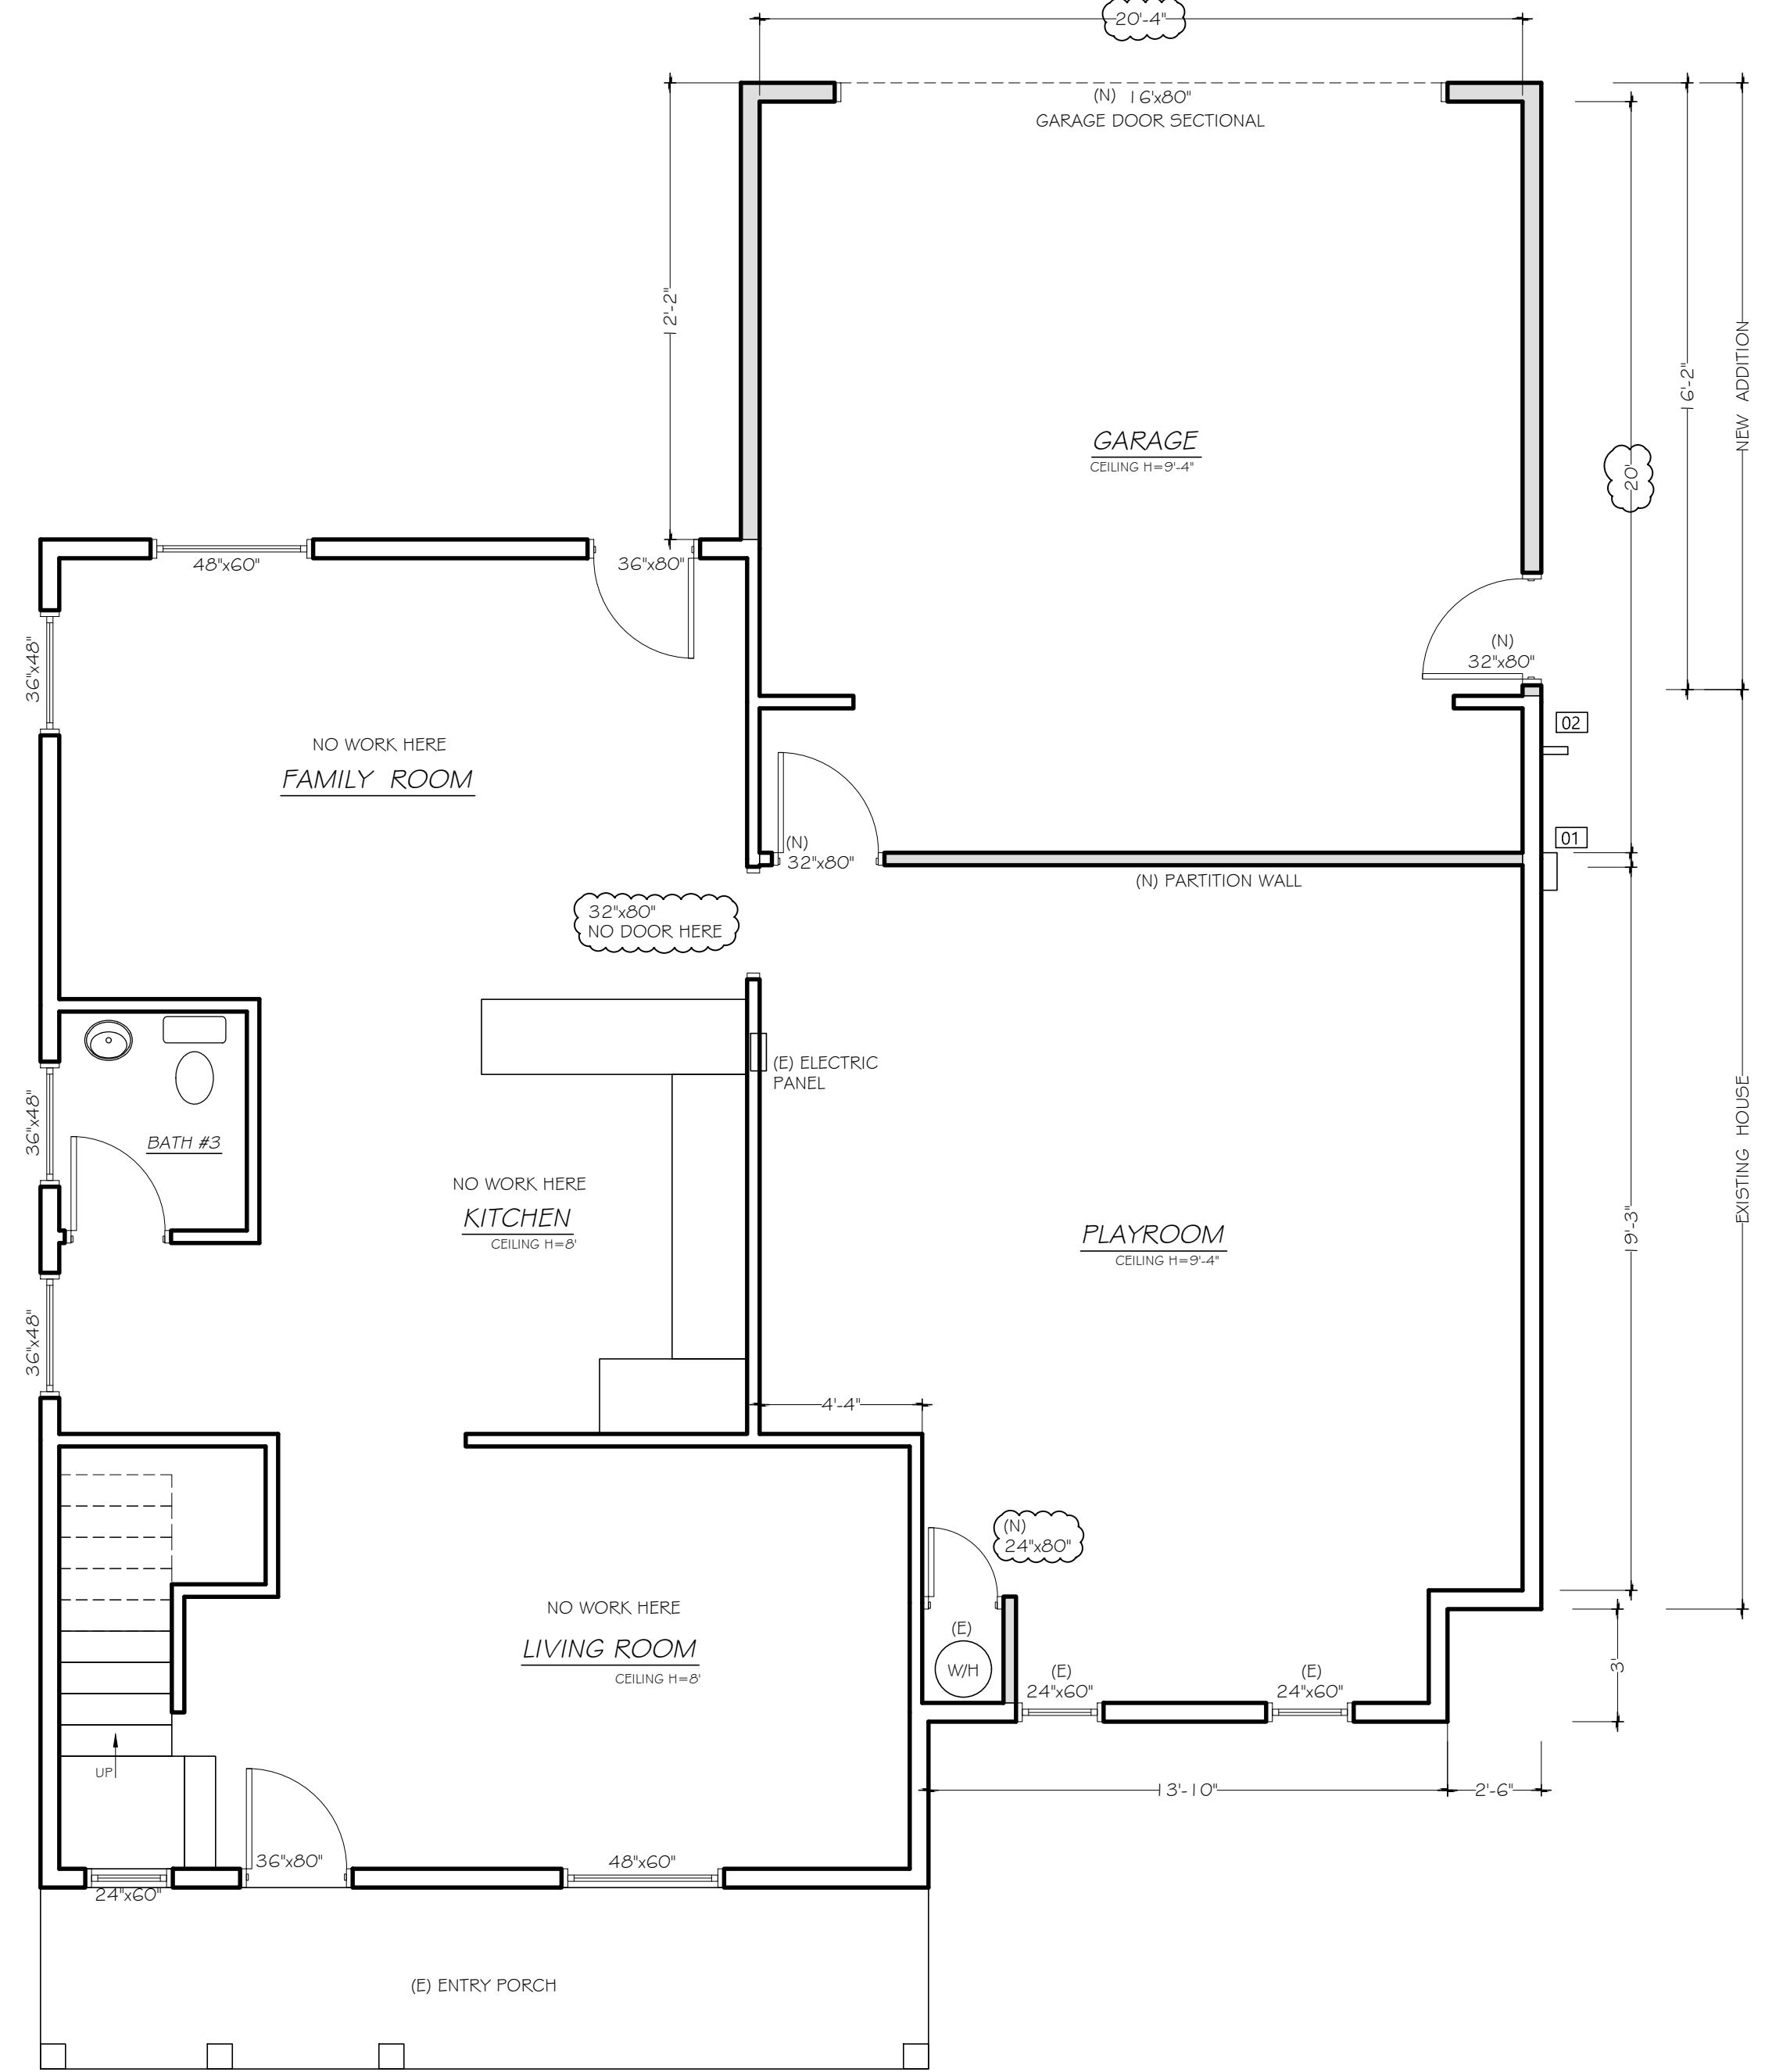 20'-4"
(N) 16'x80"
GARAGE DOOR SECTIONAL
12'-2"
GARAGE
CEILING H=9'-4"
16'-2"
NEW ADDITION
20'
48"x60"
36"x80"
36"x48"
(N)
32"x80"
02
NO WORK HERE
FAMILY ROOM
01
(N)
32"x80"
(N) PARTITION WALL
32"x80"
NO DOOR HERE
(E) ELECTRIC
PANEL
36"x48"
BATH #3
EXISTING HOUSE
NO WORK HERE
KITCHEN
CEILING H=8'
PLAYROOM
CEILING H=9'-4"
19'-3"
36"x48"
4'-4"
(N)
24"x80"
NO WORK HERE
LIVING ROOM
CEILING H=8'
(E)
W/H
(E)
24"x60"
(E)
24"x60"
3'
UP
13'-10"
2'-6"
36"x80"
48"x60"
24"x60"
(E) ENTRY PORCH